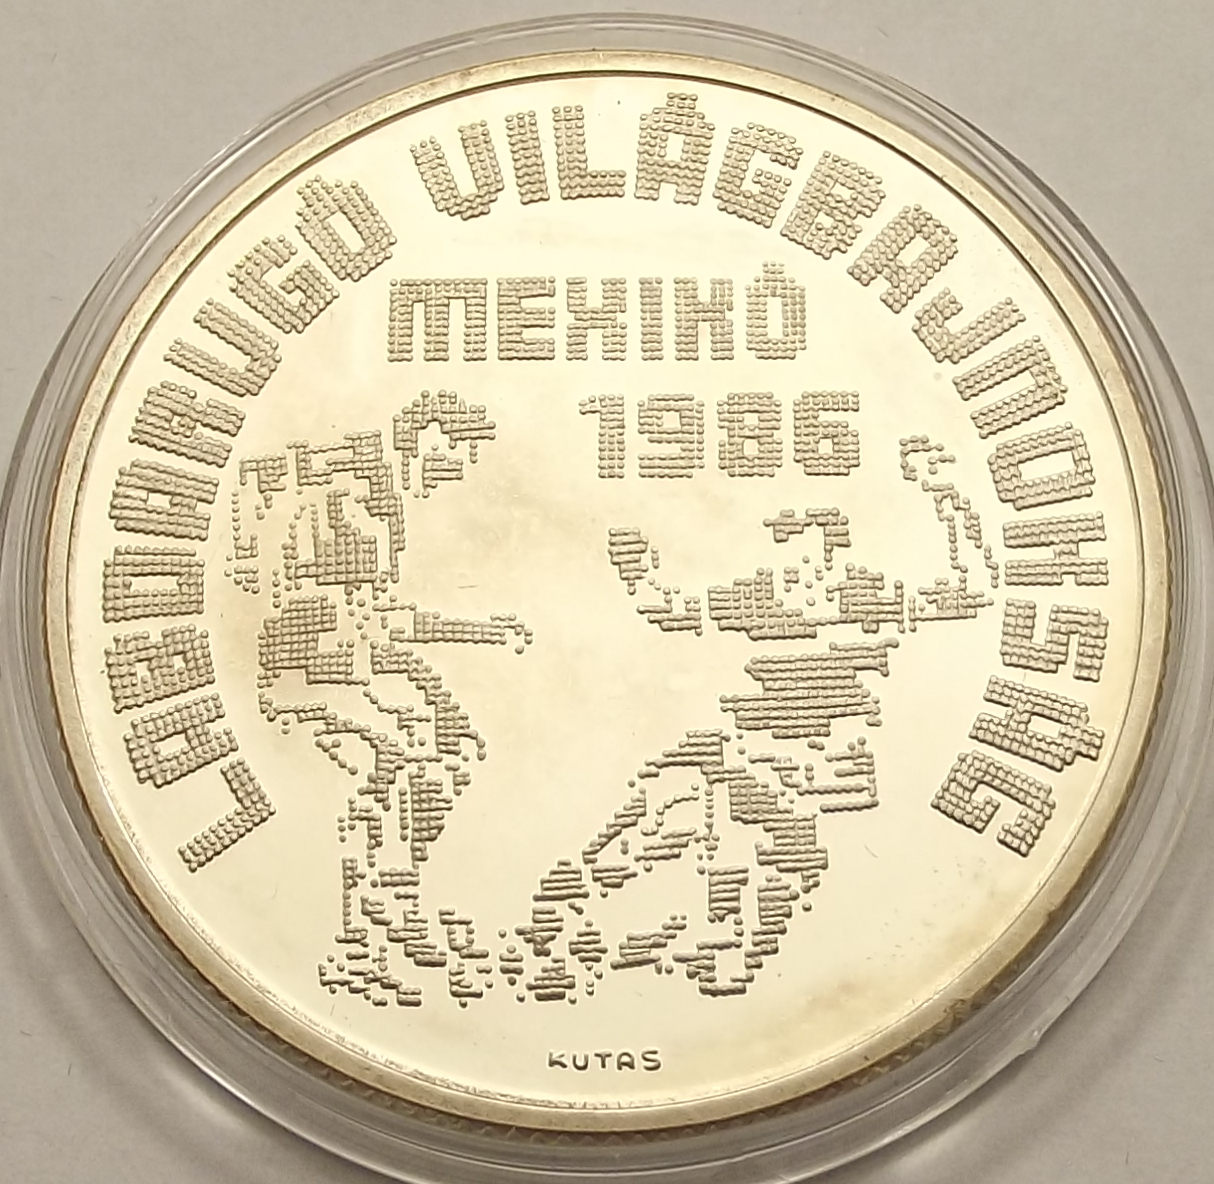 LABDARÚGÓ VILÁGBAJNOKSÁG
MEXIKÓ
1986
KUTAS